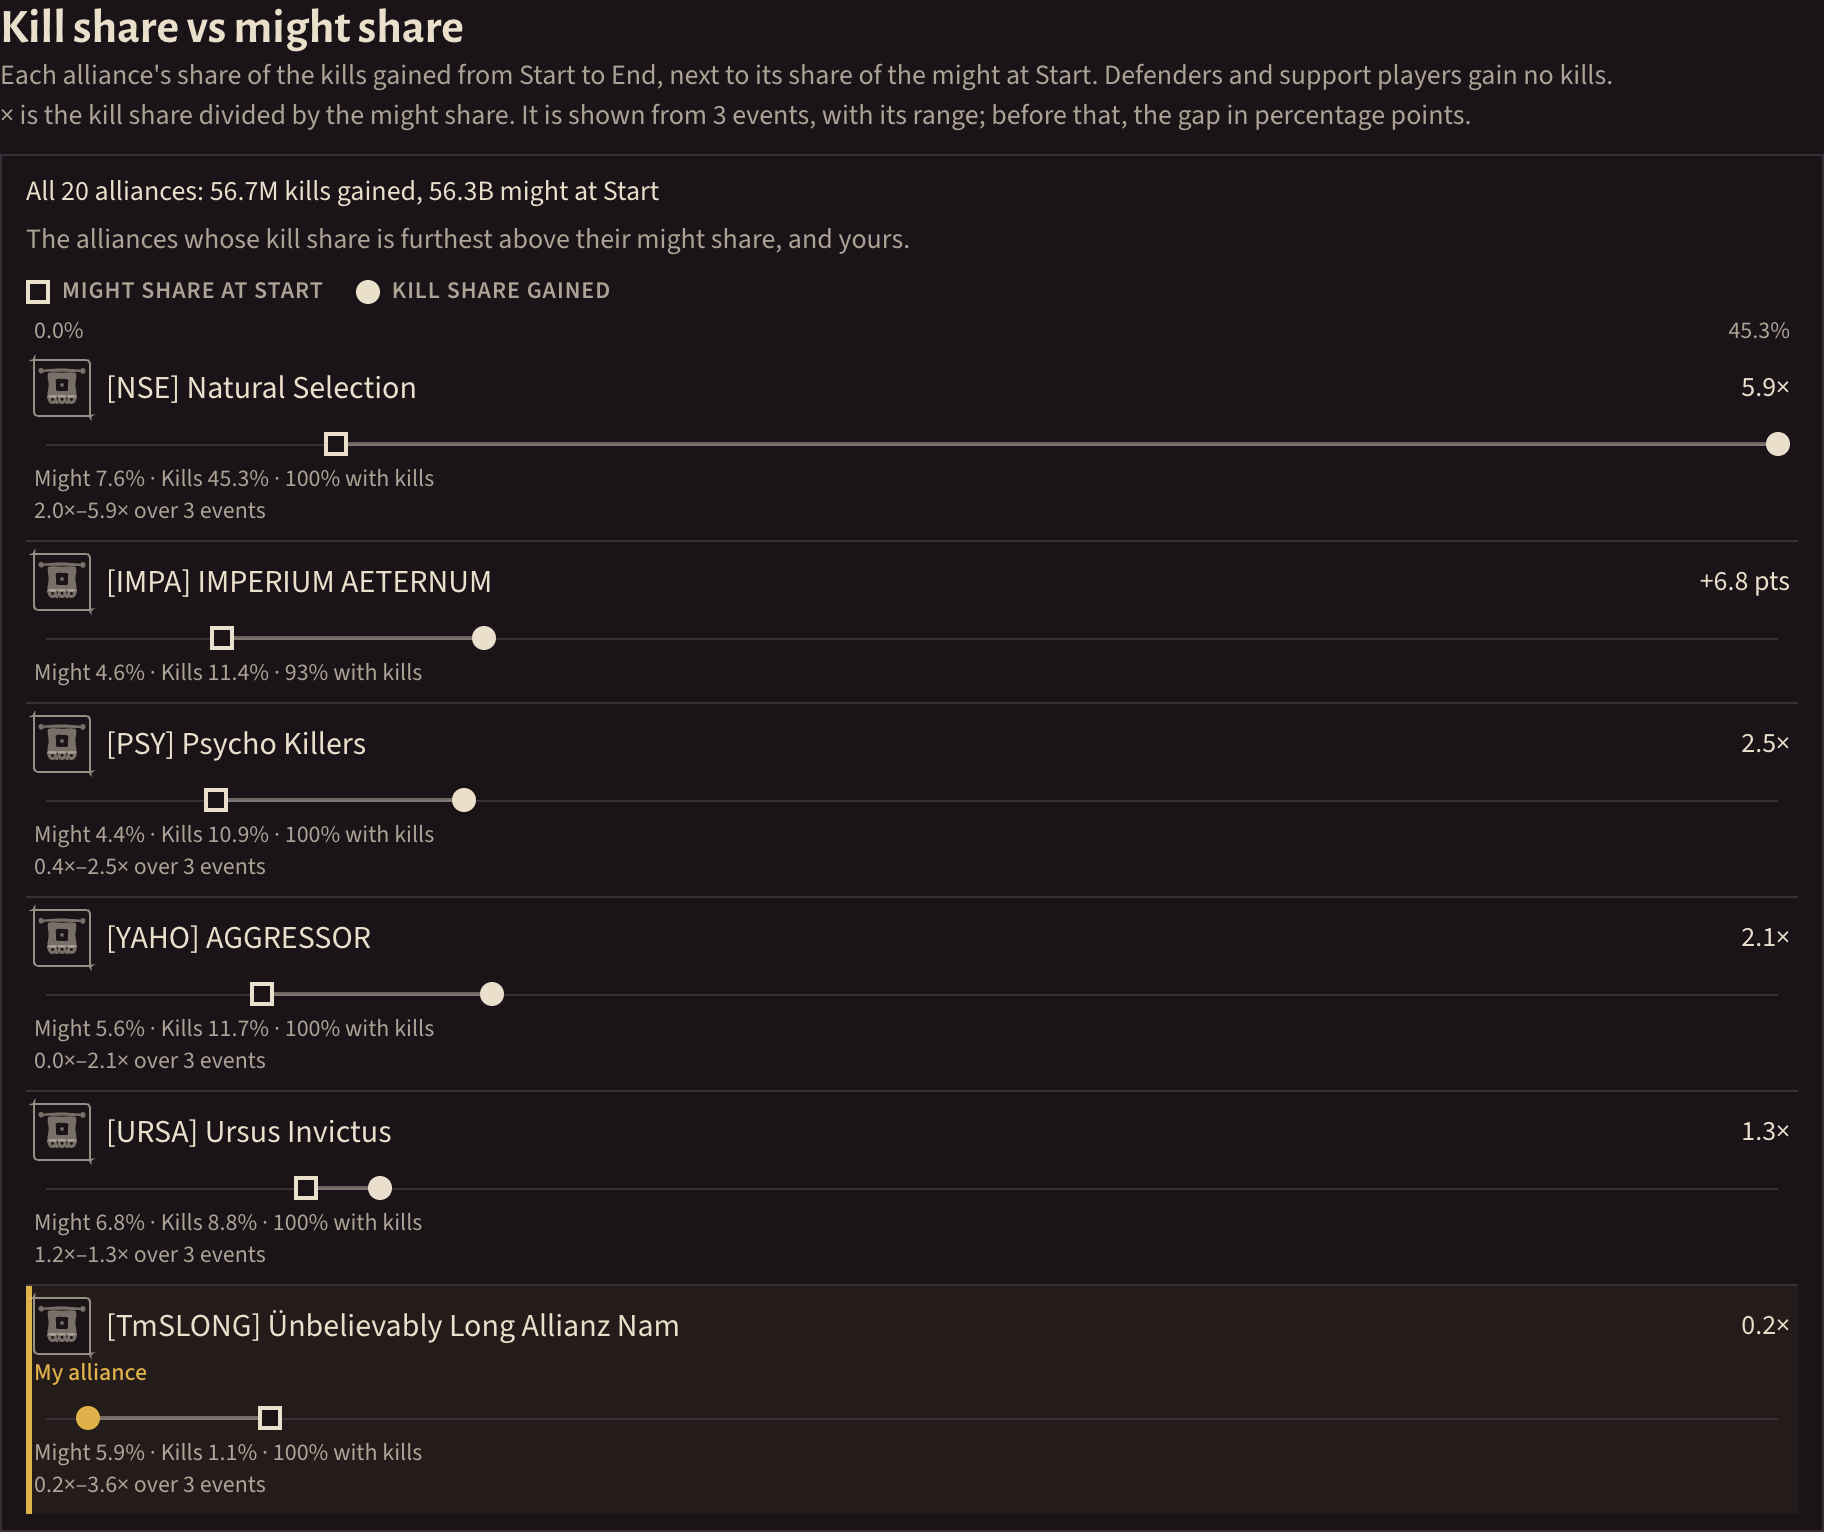 Kill share vs might share
Each alliance's share of the kills gained from Start to End, next to its share of the might at Start. Defenders and support players gain no kills.
× is the kill share divided by the might share. It is shown from 3 events, with its range; before that, the gap in percentage points.
All 20 alliances: 56.7M kills gained, 56.3B might at Start
The alliances whose kill share is furthest above their might share, and yours.
MIGHT SHARE AT START KILL SHARE GAINED
0.0% 45.3%
[NSE] Natural Selection 5.9×
Might 7.6% · Kills 45.3% · 100% with kills
2.0×–5.9× over 3 events
[IMPA] IMPERIUM AETERNUM +6.8 pts
Might 4.6% · Kills 11.4% · 93% with kills
[PSY] Psycho Killers 2.5×
Might 4.4% · Kills 10.9% · 100% with kills
0.4×–2.5× over 3 events
[YAHO] AGGRESSOR 2.1×
Might 5.6% · Kills 11.7% · 100% with kills
0.0×–2.1× over 3 events
[URSA] Ursus Invictus 1.3×
Might 6.8% · Kills 8.8% · 100% with kills
1.2×–1.3× over 3 events
[TmSLONG] Ünbelievably Long Allianz Nam 0.2×
My alliance
Might 5.9% · Kills 1.1% · 100% with kills
0.2×–3.6× over 3 events